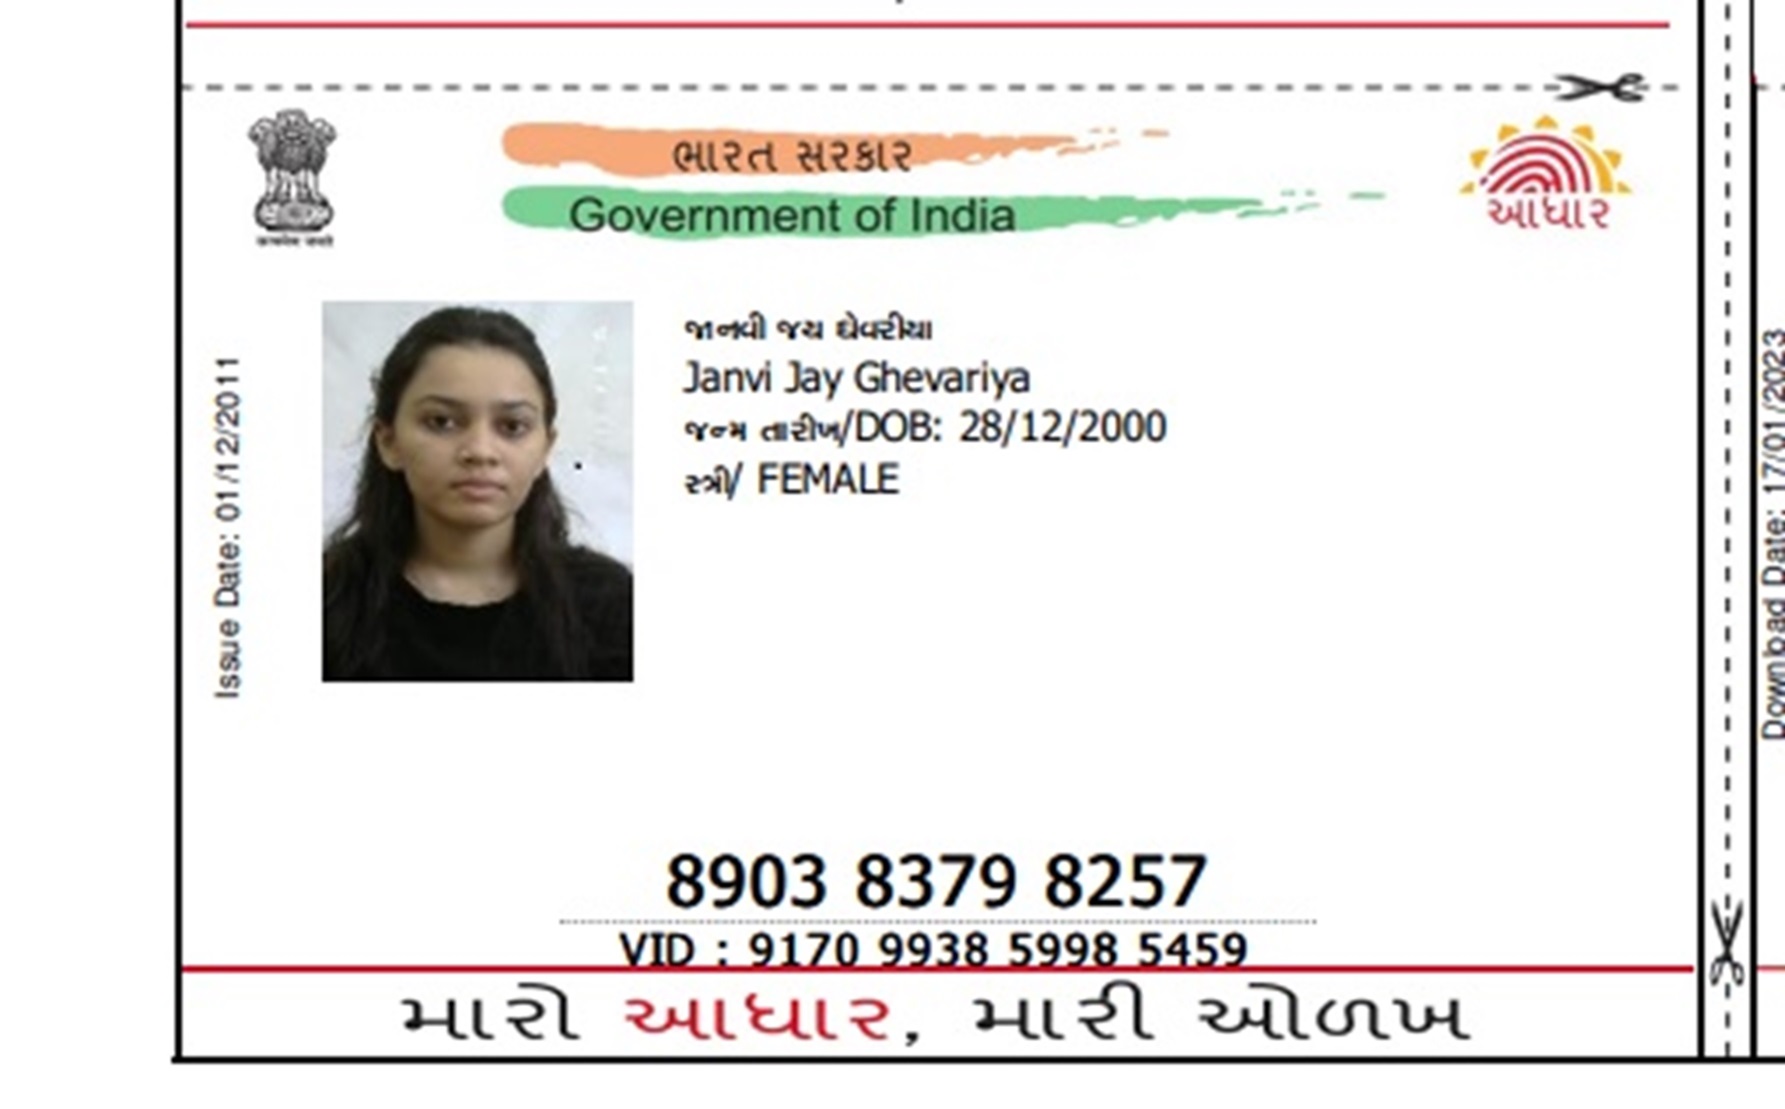 ભારત સરકાર
Government of India
આધાર
Issue Date: 01/12/2011
જાનવી જય ઘેવરીયા
Janvi Jay Ghevariya
જન્મ તારીખ/DOB: 28/12/2000
સ્ત્રી/ FEMALE
8903 8379 8257
VID : 9170 9938 5998 5459
મારો આધાર, મારી ઓળખ
Download Date: 17/01/2023